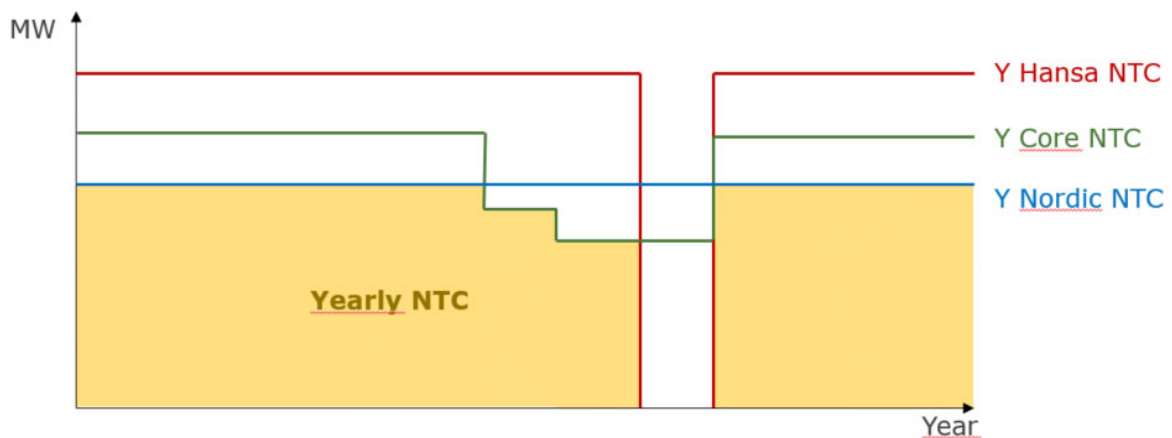 MW
Y Hansa NTC
Y Core NTC
Y Nordic NTC
Yearly NTC
Year